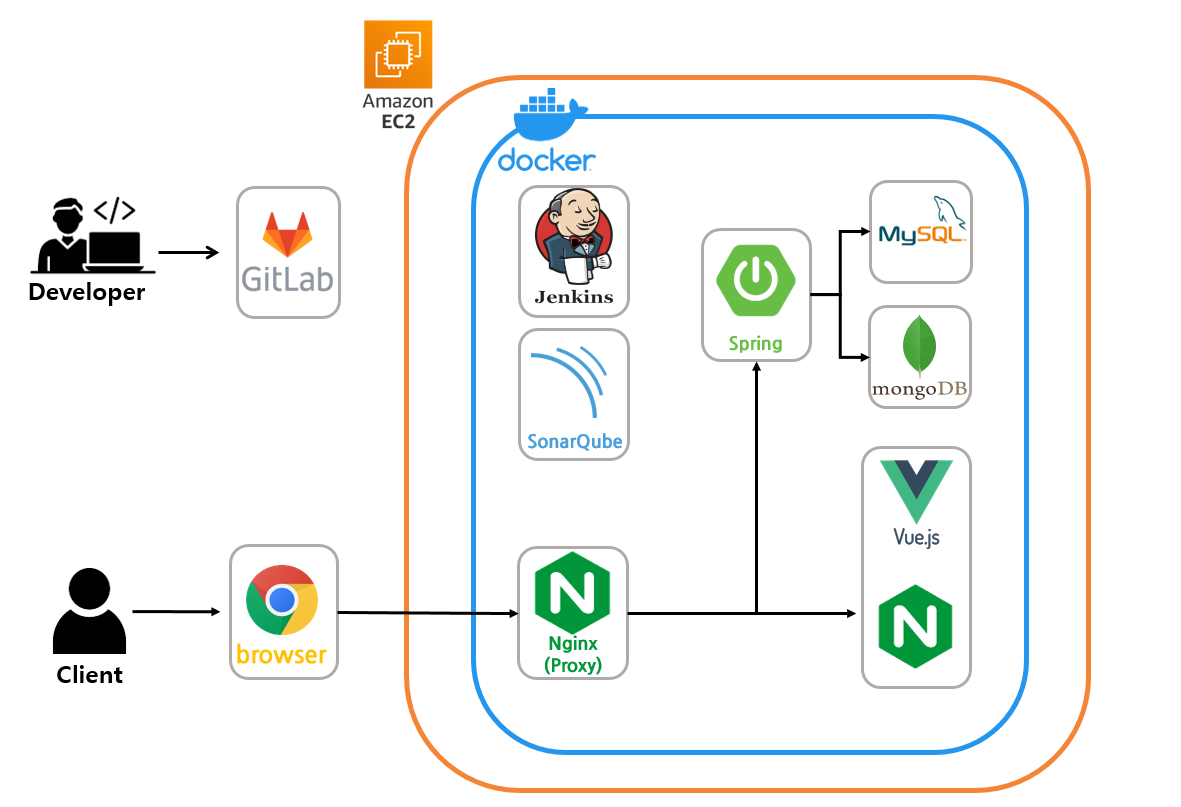 Amazon
EC2
docker
</>
Developer
GitLab
Jenkins
SonarQube
Spring
MySQL
mongoDB
Vue.js
N
Client
browser
N
Nginx
(Proxy)